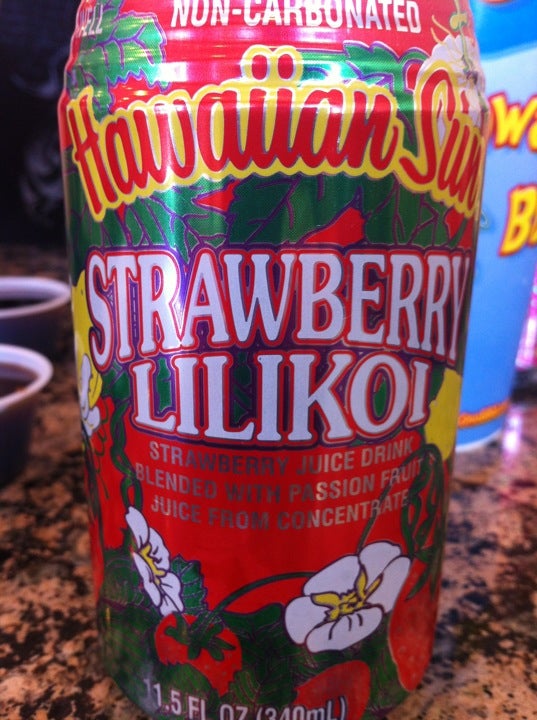 NON-CARBONATED
Hawaiian Sun
STRAWBERRY
LILIKOI
STRAWBERRY JUICE DRINK
BLENDED WITH PASSION FRUIT
JUICE FROM CONCENTRATE
11.5 FL OZ (340mL)